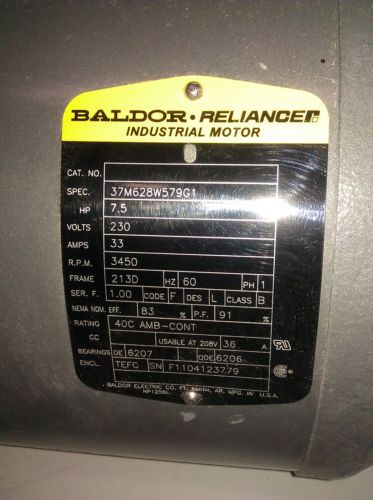 BALDOR • RELIANCE
INDUSTRIAL MOTOR
CAT. NO.
SPEC. 37M628W579G1
HP 7.5
VOLTS 230
AMPS 33
R.P.M. 3450
FRAME 213D HZ 60 PH 1
SER. F. 1.00 CODE F DES L CLASS B
NEMA NOM. EFF. 83 % P.F. 91 %
RATING 40C AMB-CONT
CC USABLE AT 208V 36 A
BEARINGS DE 6207 ODE 6206
ENCL. TEFC SN F1104123779
BALDOR ELECTRIC CO. FT. SMITH, AR. MFG. IN U.S.A.
NP1256L